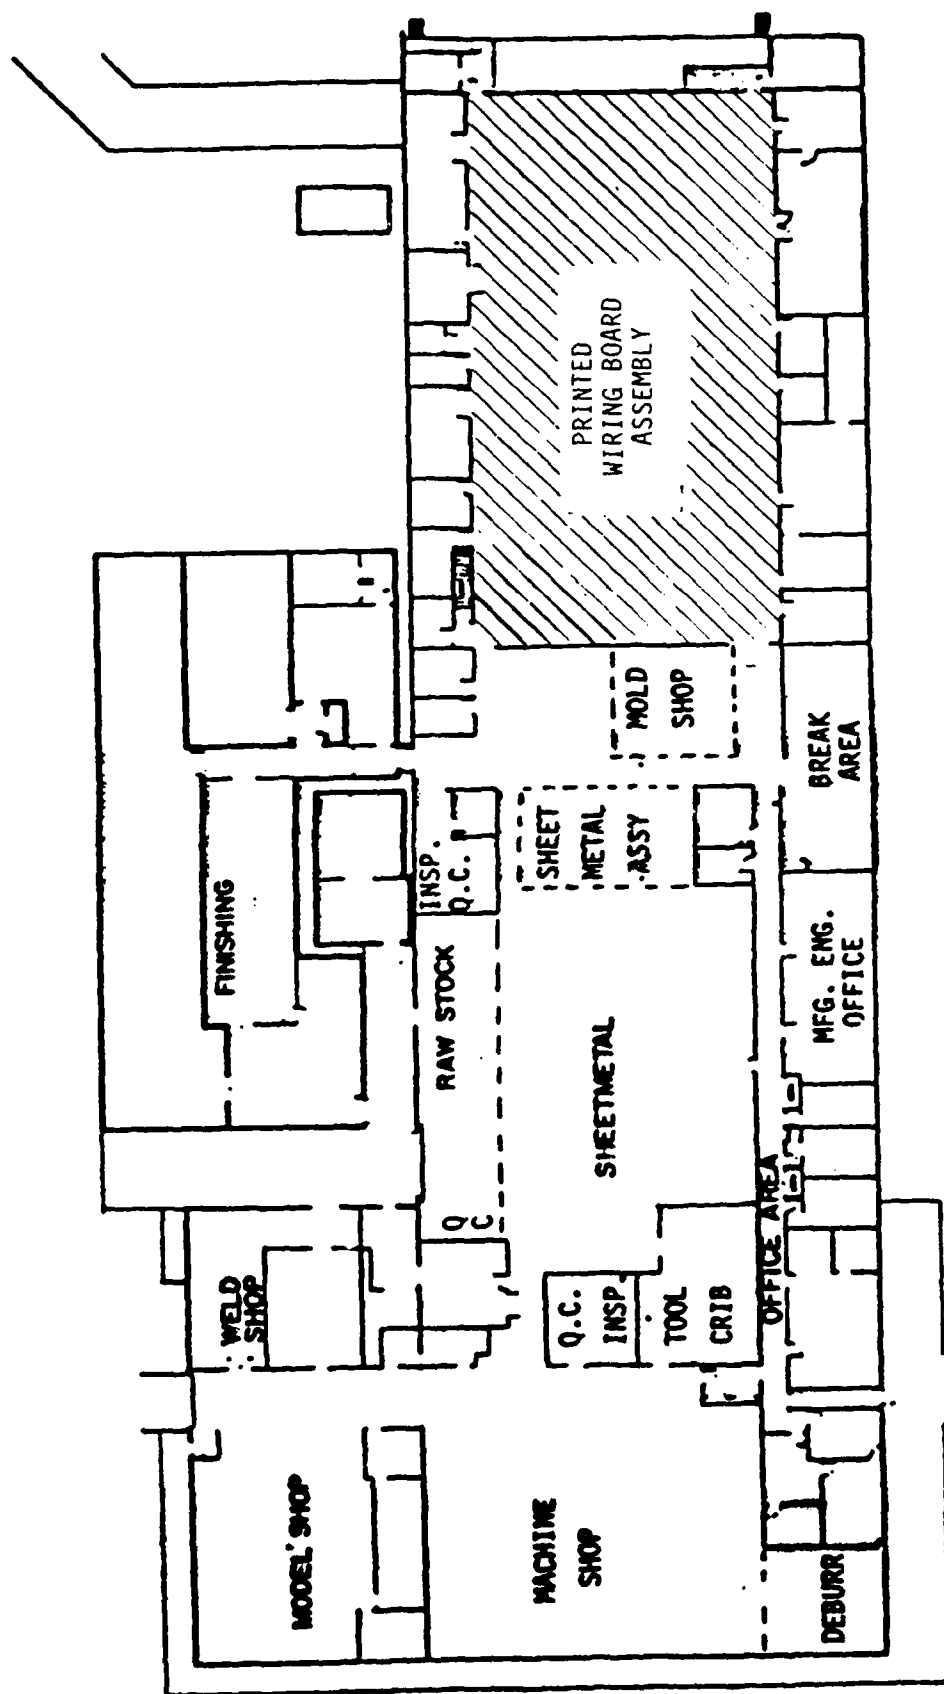 PRINTED
WIRING BOARD
ASSEMBLY
MOLD
SHOP
BREAK
AREA
SHEET
METAL
ASSY
INSP.
Q.C.
FINISHING
RAW STOCK
MFG. ENG.
OFFICE
SHEETMETAL
Q
C
OFFICE AREA
WELD
SHOP
Q.C.
INSP.
TOOL
CRIB
MODEL SHOP
MACHINE
SHOP
DEBURR